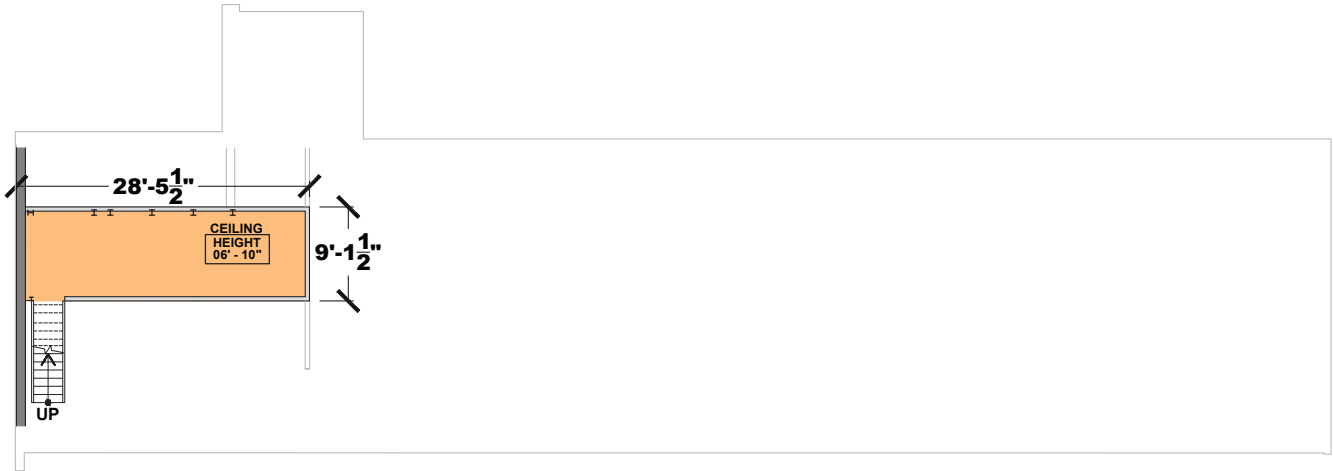 28'-5 1/2"
CEILING
HEIGHT
06' - 10"
9'-1 1/2"
UP